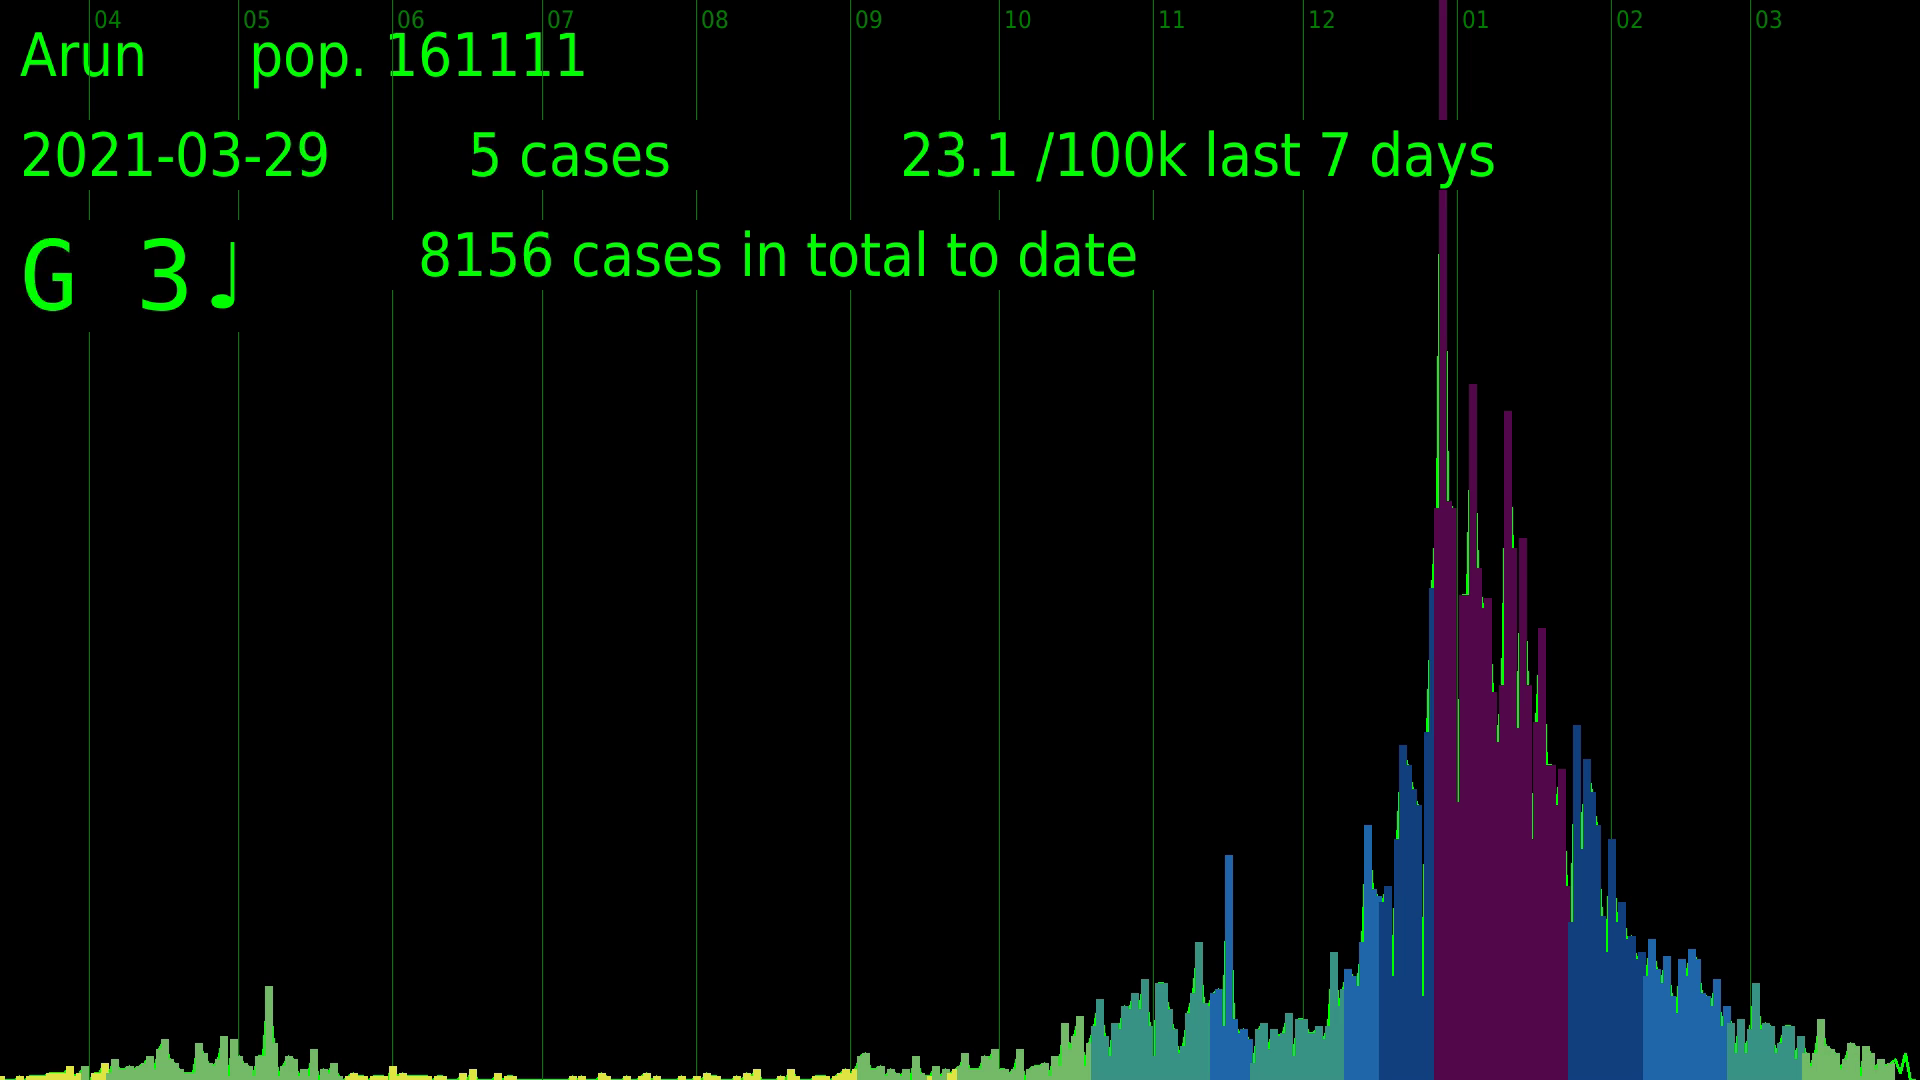 04 05 06 07 08 09 10 11 12 01 02 03
Arun pop. 161111
2021-03-29 5 cases 23.1 /100k last 7 days
G 3♩ 8156 cases in total to date